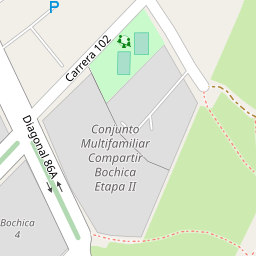 P
Carrera 102
Diagonal 86A
Conjunto
Multifamiliar
Compartir
Bochica
Etapa II
Bochica
4